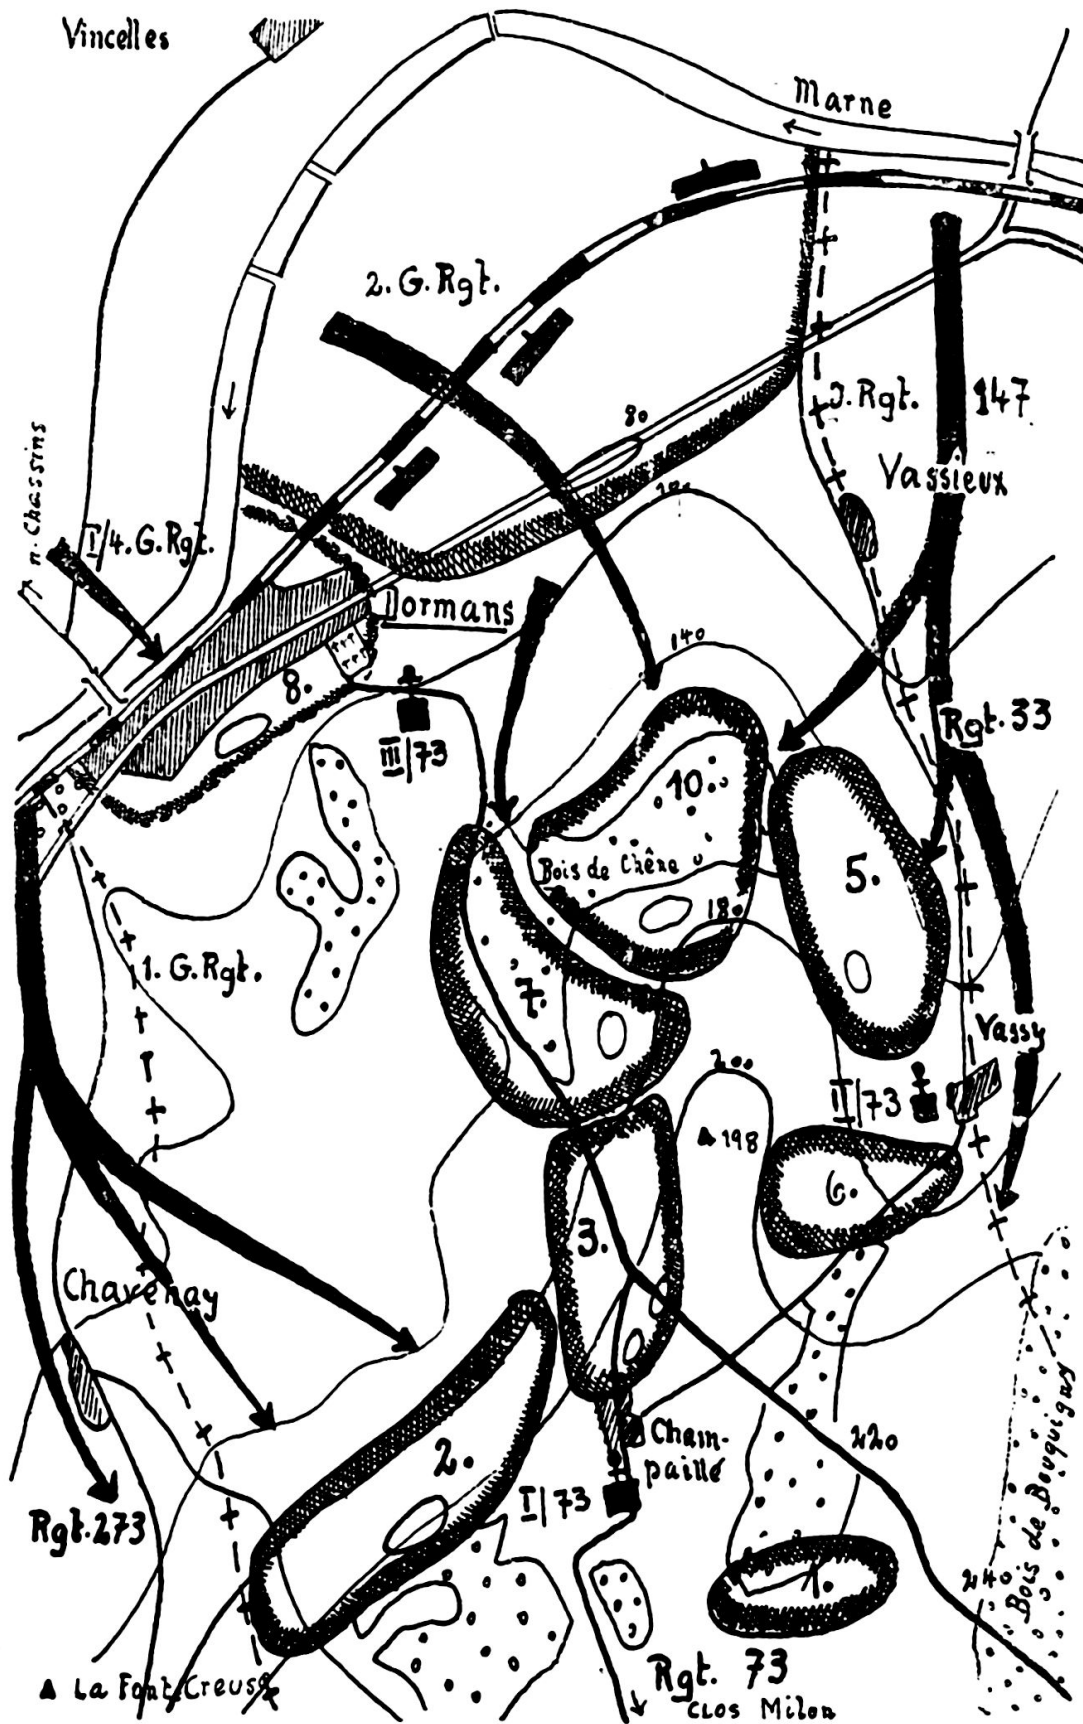 Vincelles
Marne
2. G. Rgt.
J. Rgt.
147
80
Vassieux
n. Chassins
I/4. G. Rgt.
Dormans
140
8.
III/73
Rgt. 33
10.
Bois de Chêne
5.
180
1. G. Rgt.
7.
Vassy
200
II/73
198
6.
3.
Chavenay
Cham-
paillé
220
2.
I/73
Rgt. 273
Bois de Bouquigny
240
1.
Rgt. 73
La Font. Creuse
Clos Milon